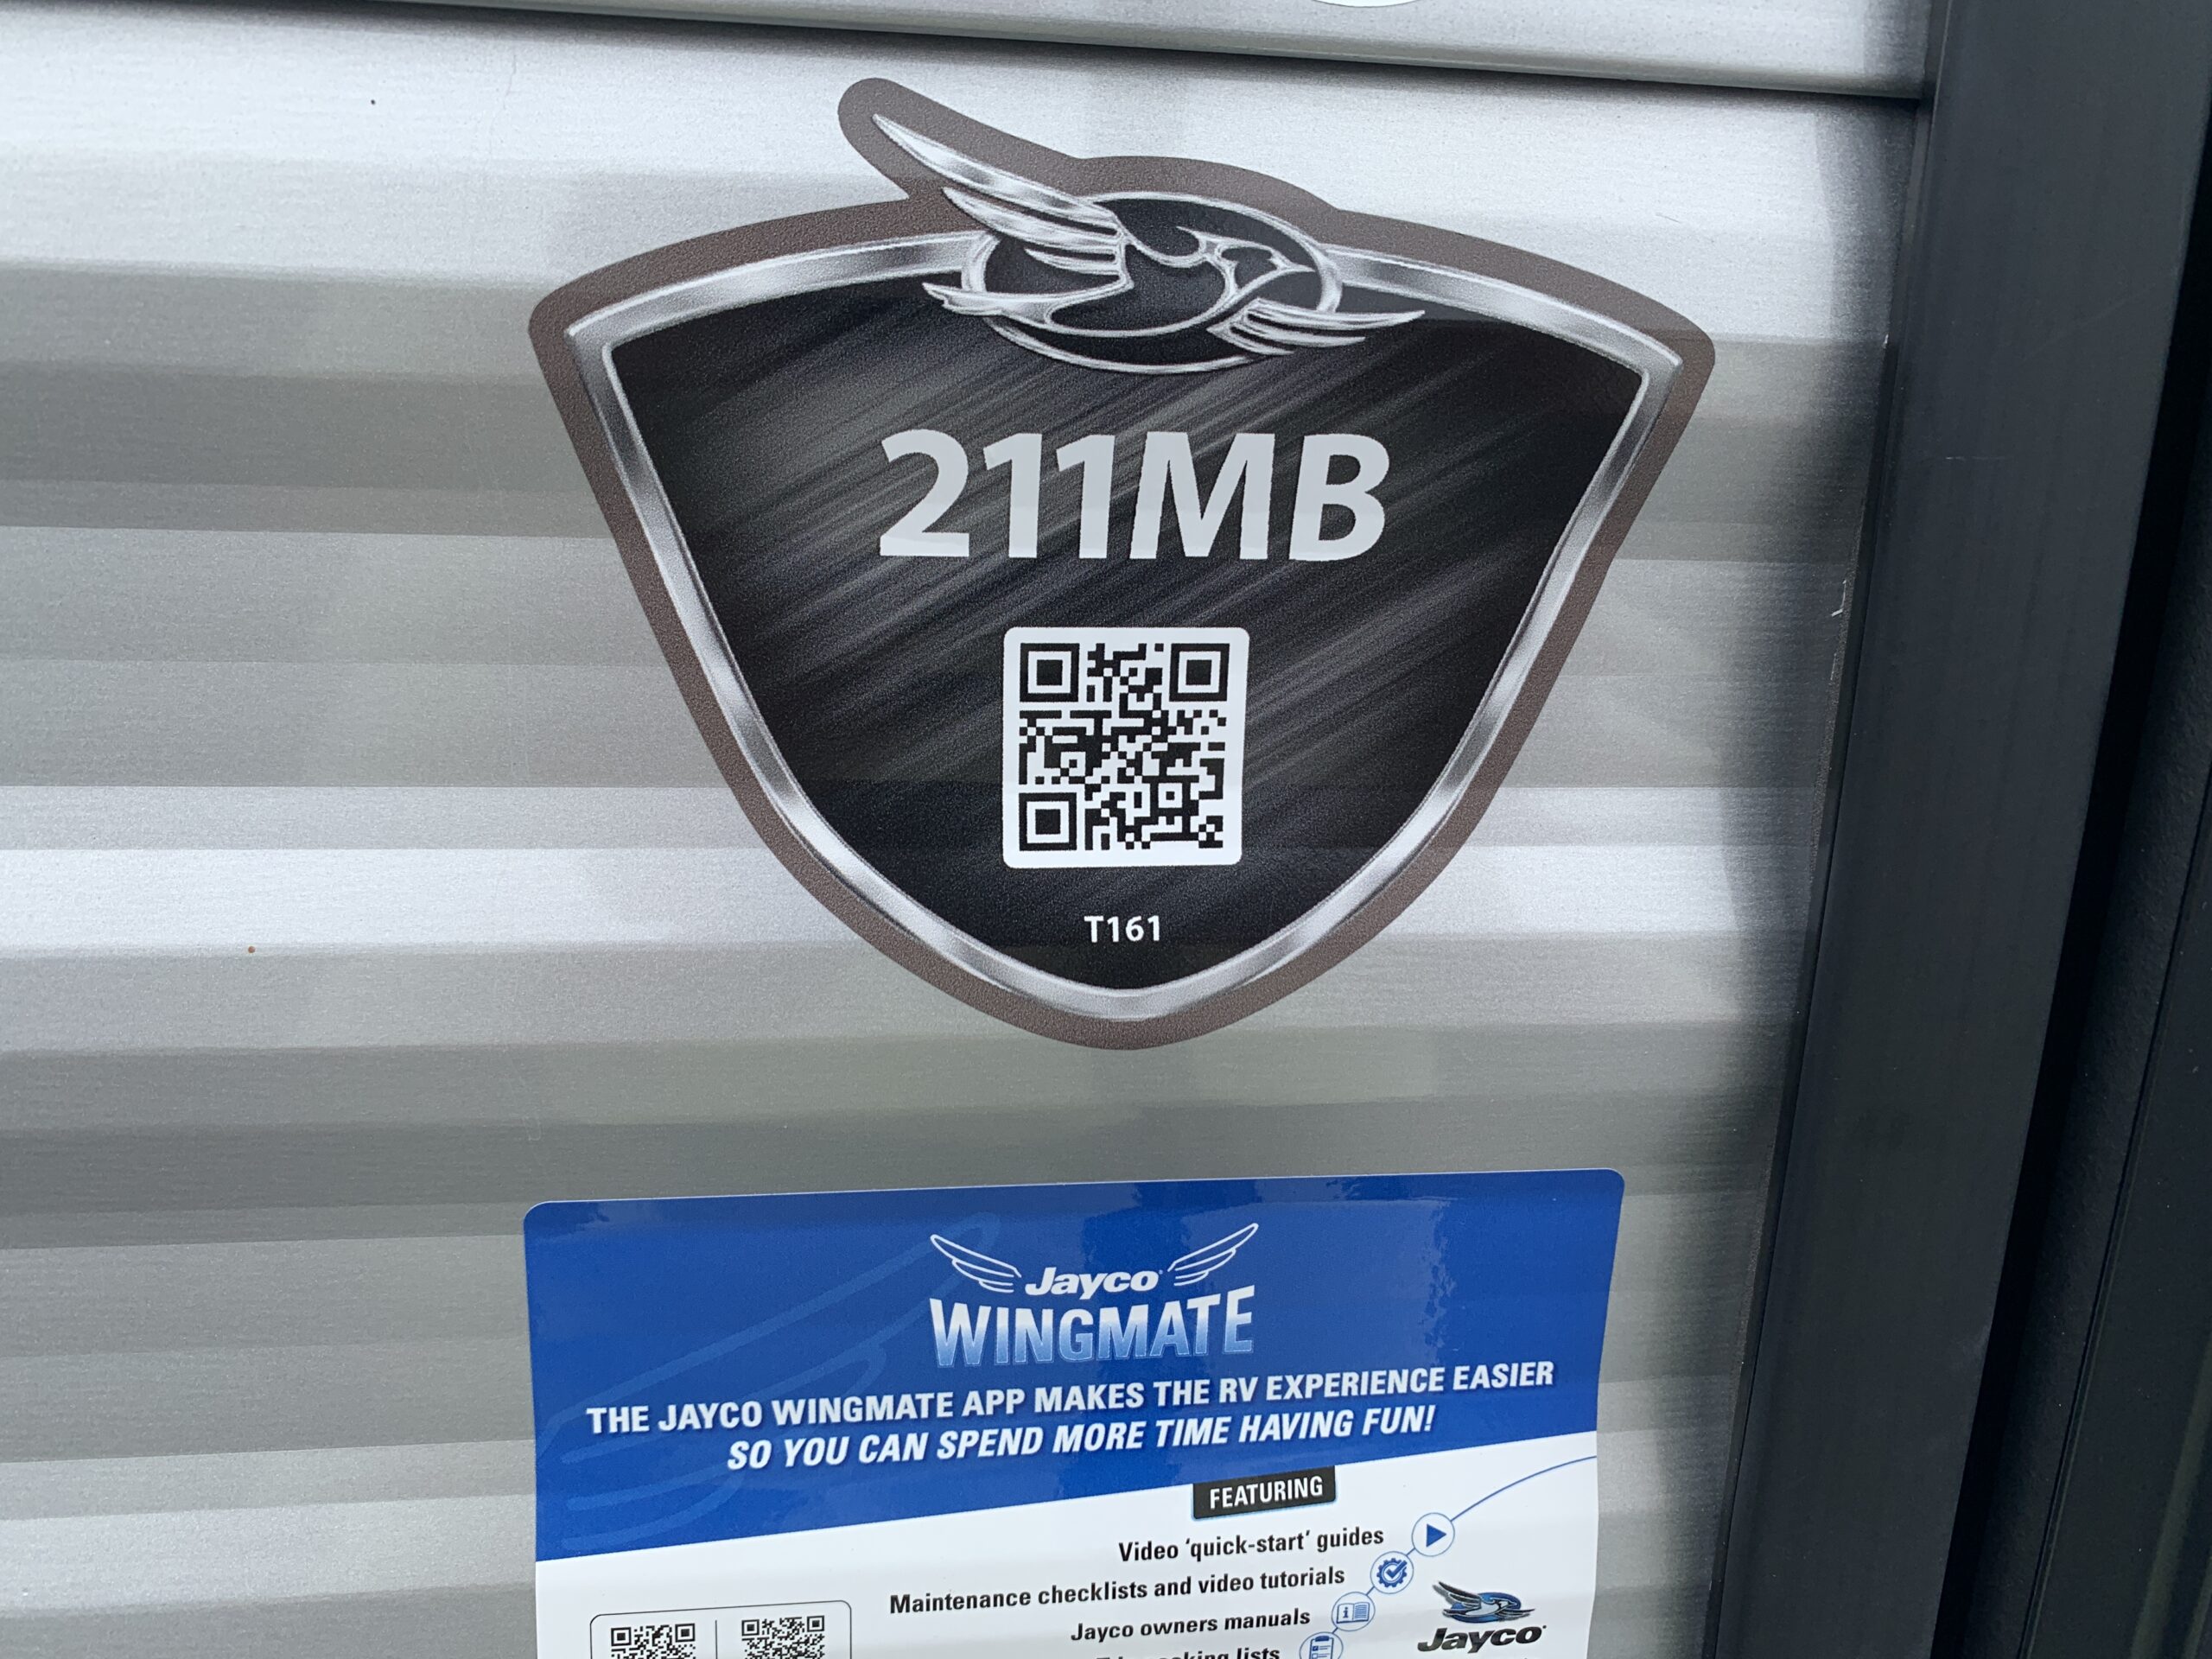 211MB
T161
Jayco
WINGMATE
THE JAYCO WINGMATE APP MAKES THE RV EXPERIENCE EASIER
SO YOU CAN SPEND MORE TIME HAVING FUN!
FEATURING
Video 'quick-start' guides
Maintenance checklists and video tutorials
Jayco owners manuals
lists
Jayco